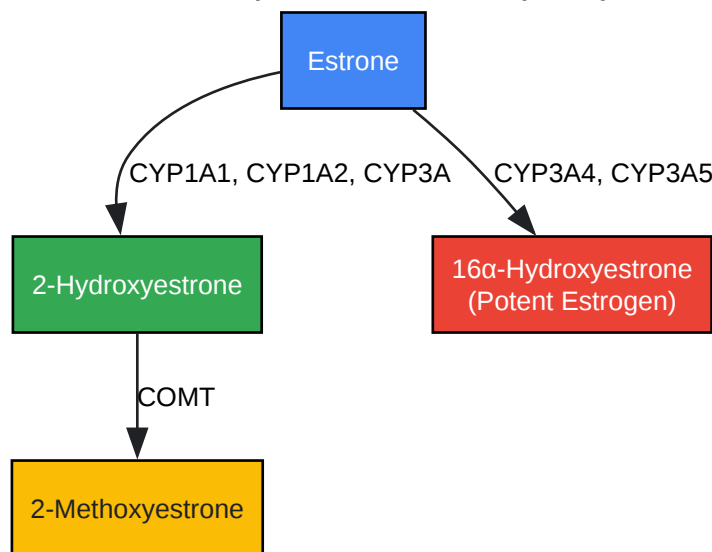 Estrone
CYP1A1, CYP1A2, CYP3A
CYP3A4, CYP3A5
2-Hydroxyestrone
16α-Hydroxyestrone
(Potent Estrogen)
COMT
2-Methoxyestrone